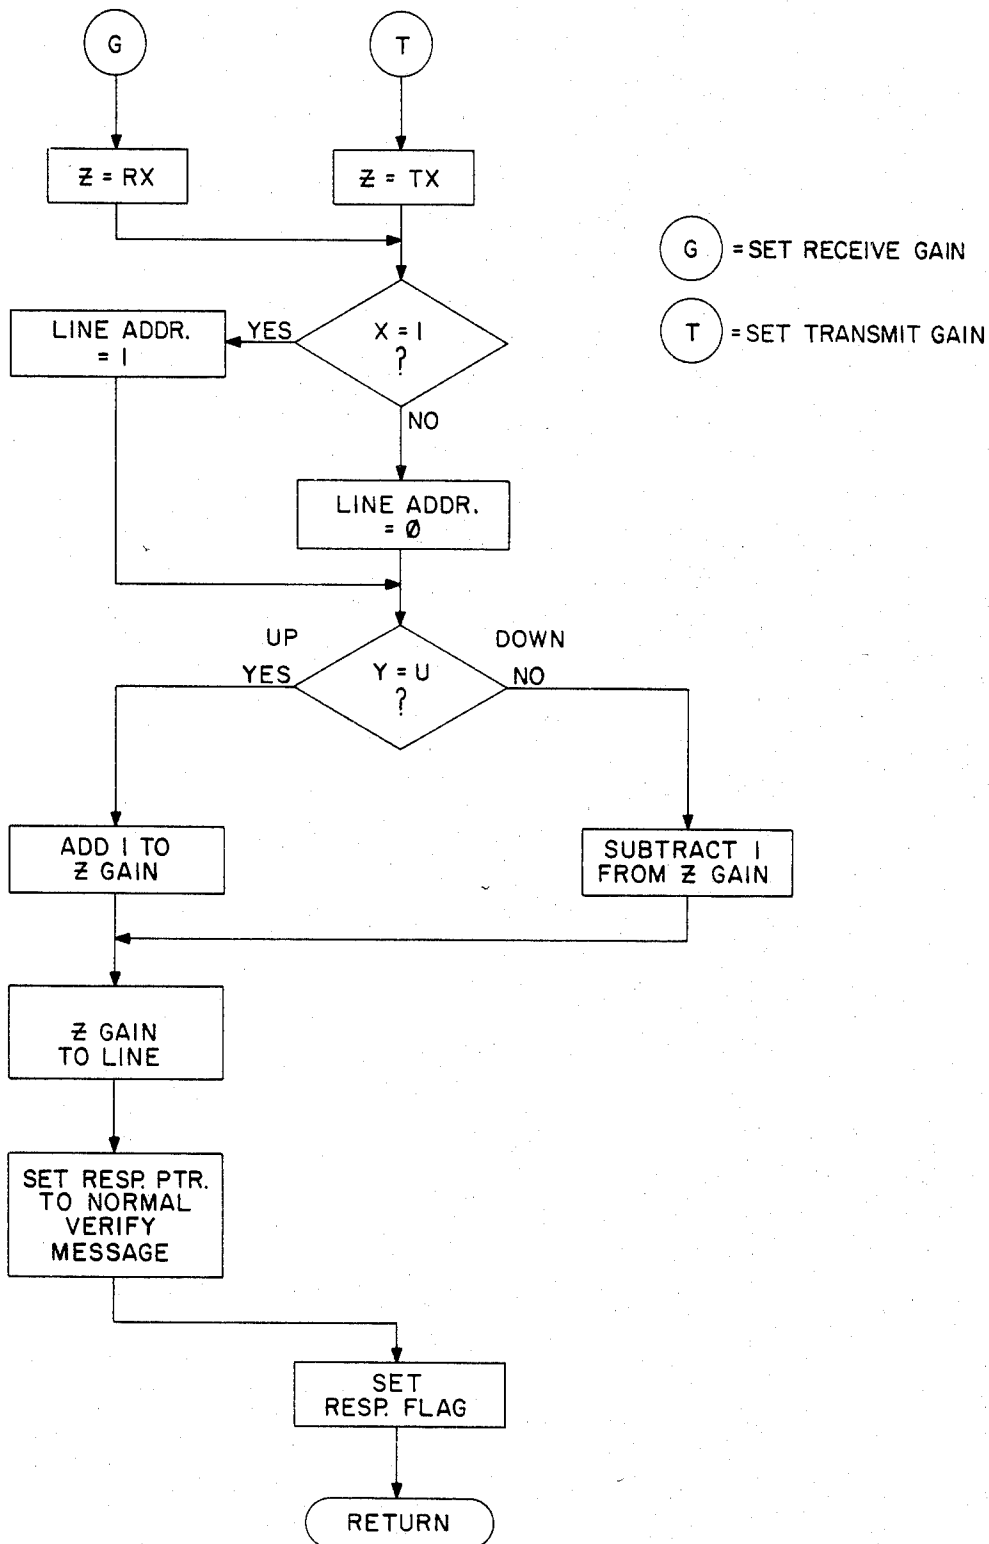 G
T
Z = RX
Z = TX
G = SET RECEIVE GAIN
T = SET TRANSMIT GAIN
X = 1
?
YES
LINE ADDR.
= 1
NO
LINE ADDR.
= Ø
UP
DOWN
Y = U
?
YES
NO
ADD 1 TO
Z GAIN
SUBTRACT 1
FROM Z GAIN
Z GAIN
TO LINE
SET RESP. PTR.
TO NORMAL
VERIFY
MESSAGE
SET
RESP. FLAG
RETURN